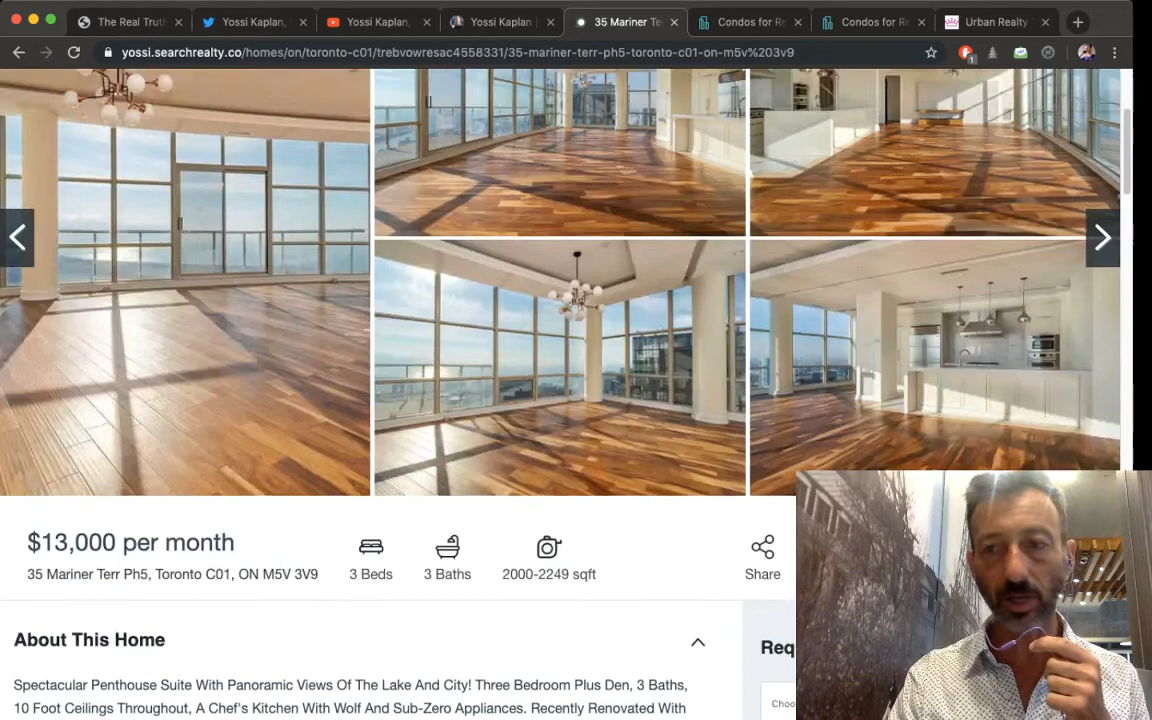 The Real Trut
Yossi Kaplan,
Yossi Kaplan,
Yossi Kaplan
35 Mariner Te
Condos for Re
Condos for Re
Urban Realty
yossi.searchrealty.co/homes/on/toronto-c01/trebvowresac4558331/35-mariner-terr-ph5-toronto-c01-on-m5v%203v9
1
$13,000 per month
35 Mariner Terr Ph5, Toronto C01, ON M5V 3V9
3 Beds
3 Baths
2000-2249 sqft
Share
About This Home
Req
Spectacular Penthouse Suite With Panoramic Views Of The Lake And City! Three Bedroom Plus Den, 3 Baths,
10 Foot Ceilings Throughout, A Chef's Kitchen With Wolf And Sub-Zero Appliances. Recently Renovated With
Choo